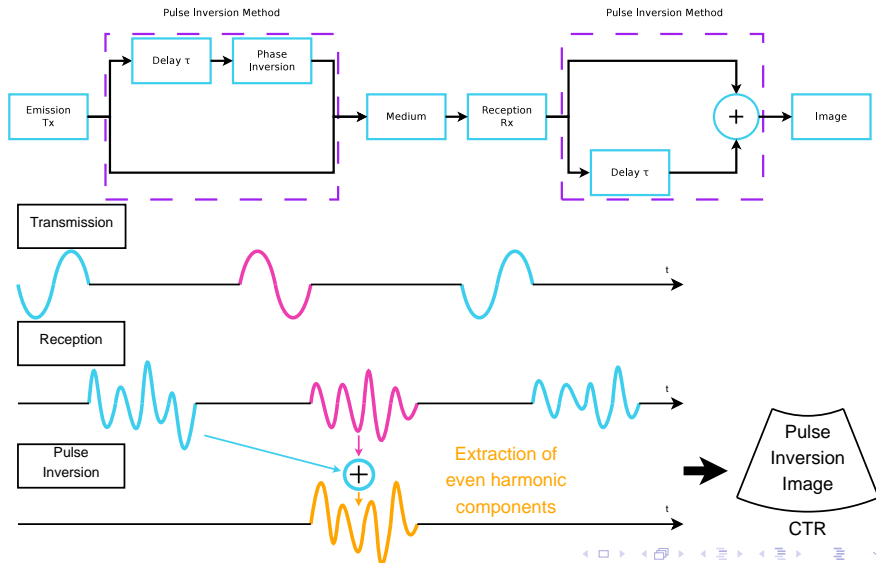 Pulse Inversion Method
Pulse Inversion Method
Delay τ
Phase
Inversion
Emission
Tx
Medium
Reception
Rx
+
Image
Delay τ
Transmission
t
Reception
t
Pulse
Inversion
+
Extraction of
even harmonic
components
t
Pulse
Inversion
Image
CTR